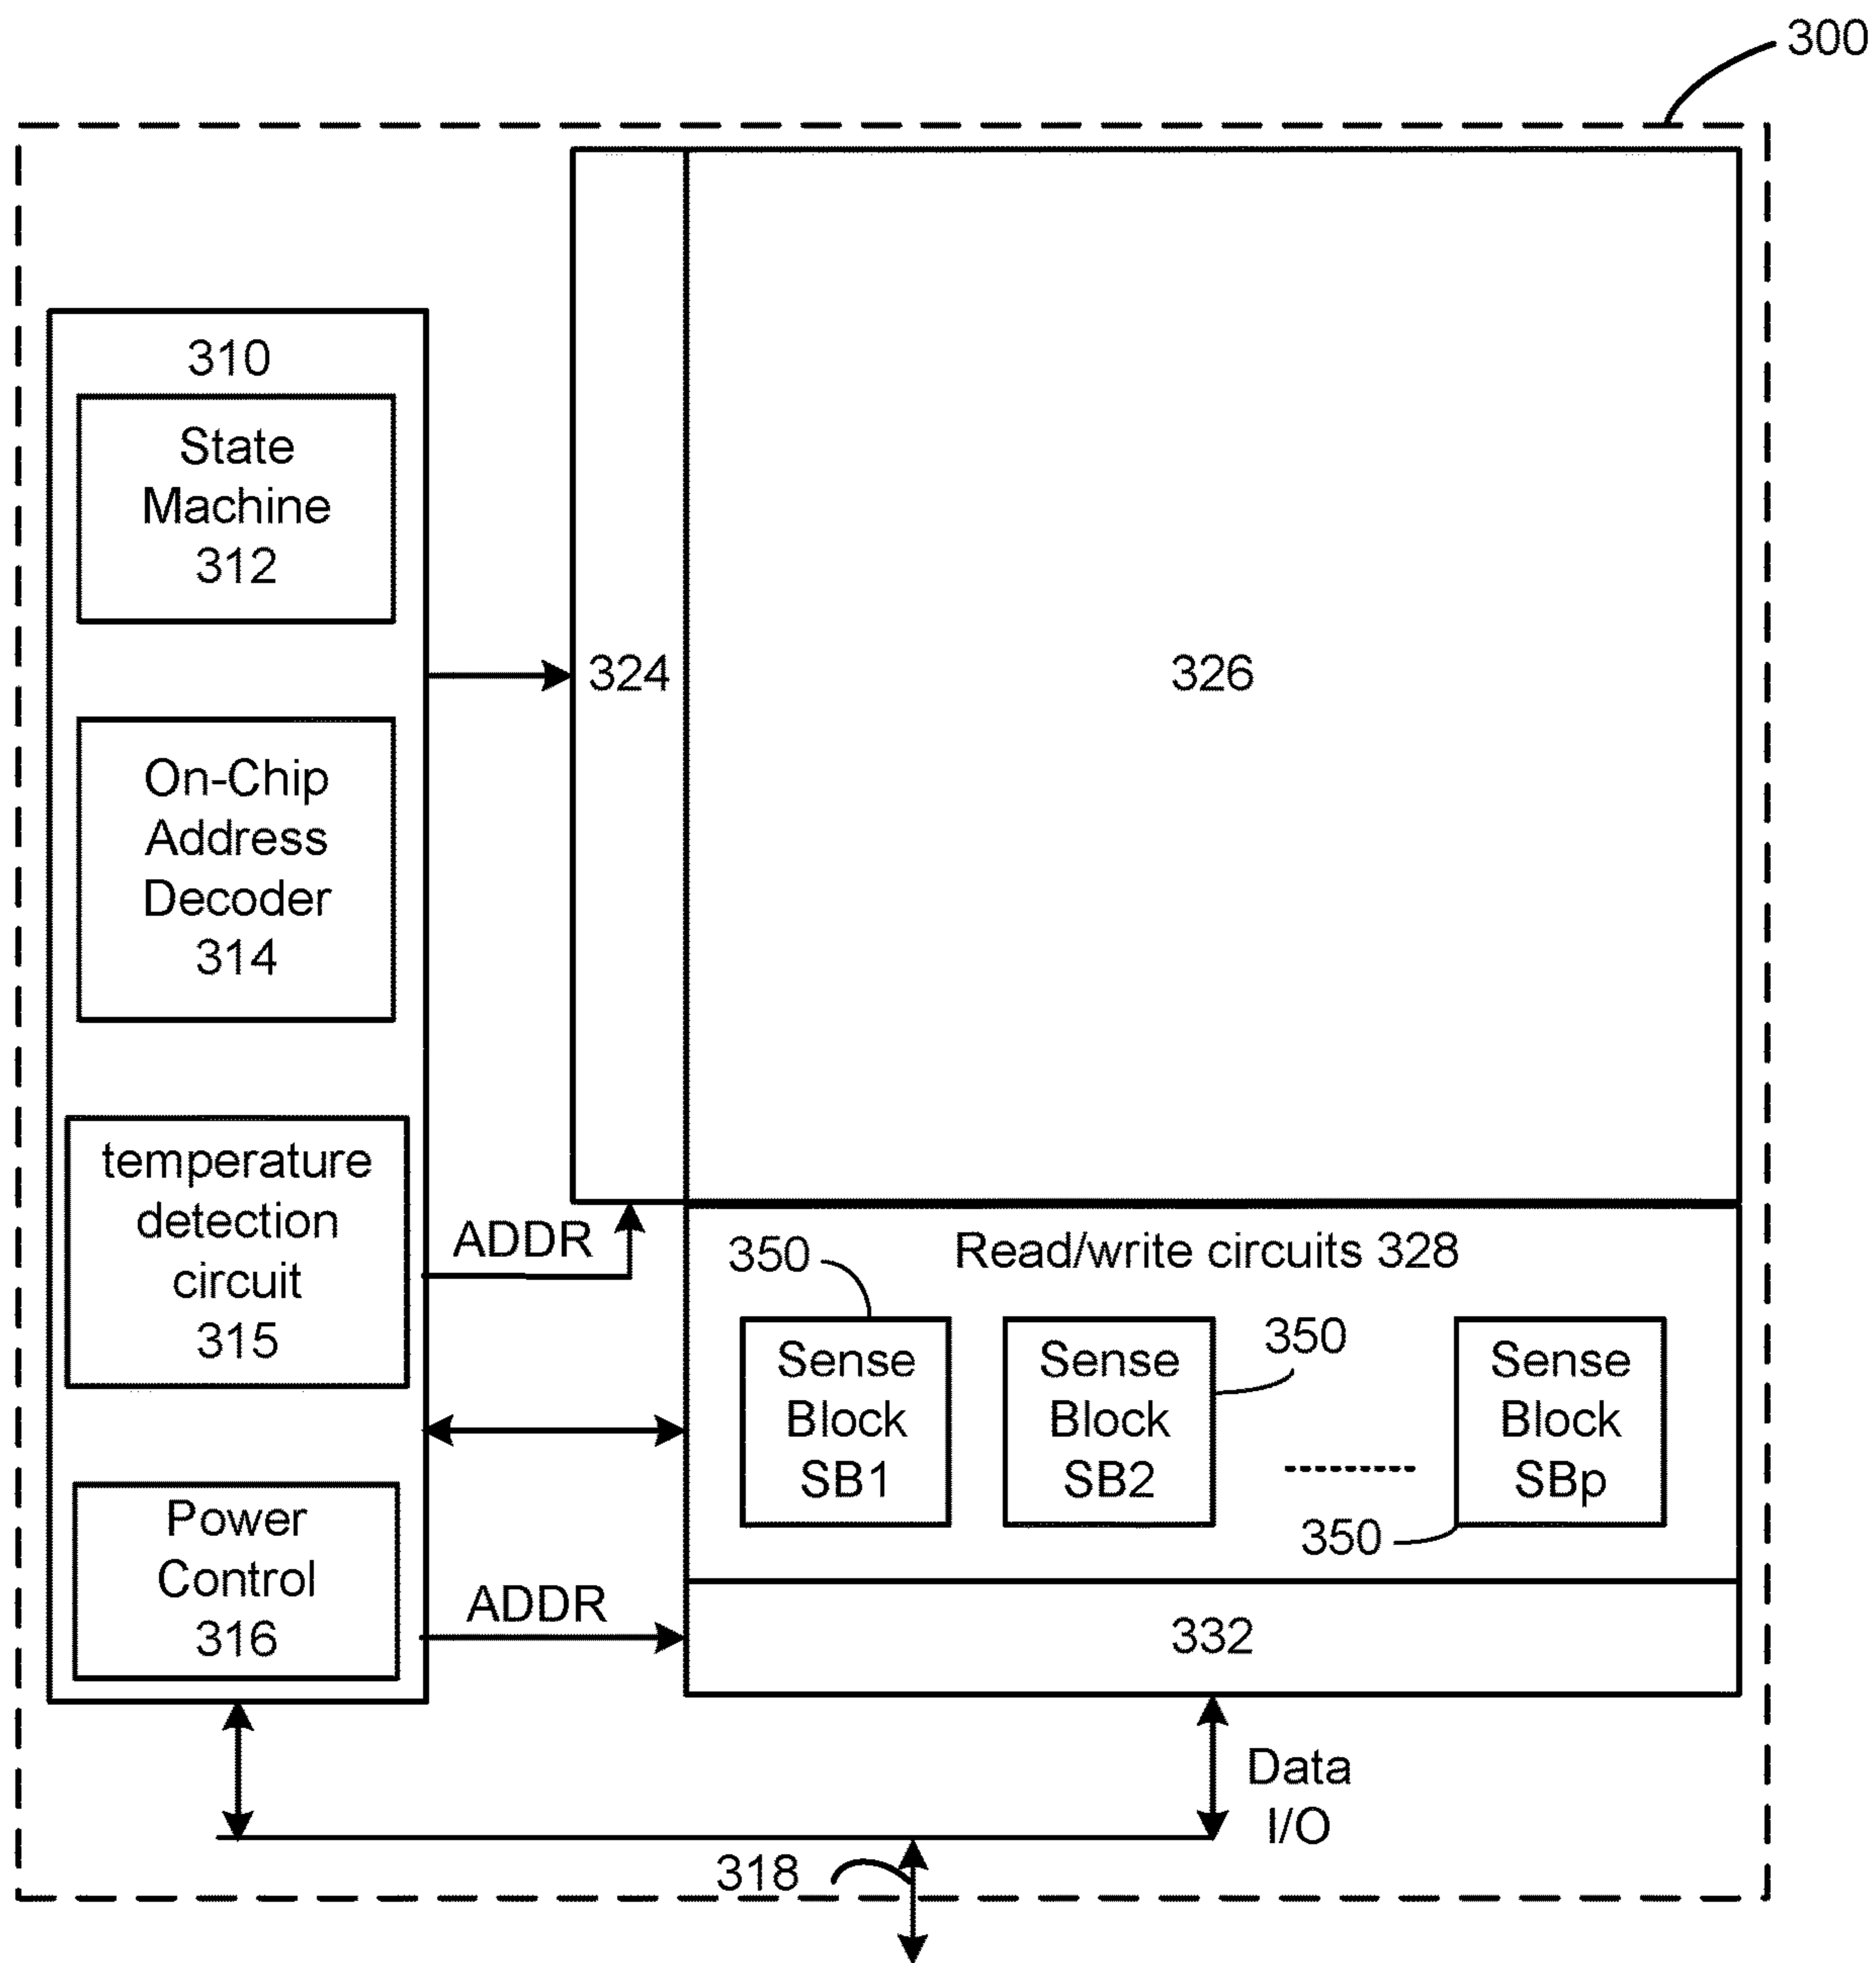 300
310
State
Machine
312
On-Chip
Address
Decoder
314
temperature
detection
circuit
315
Power
Control
316
324
326
ADDR
ADDR
Read/write circuits 328
350
Sense
Block
SB1
350
Sense
Block
SB2
350
Sense
Block
SBp
332
Data
I/O
318